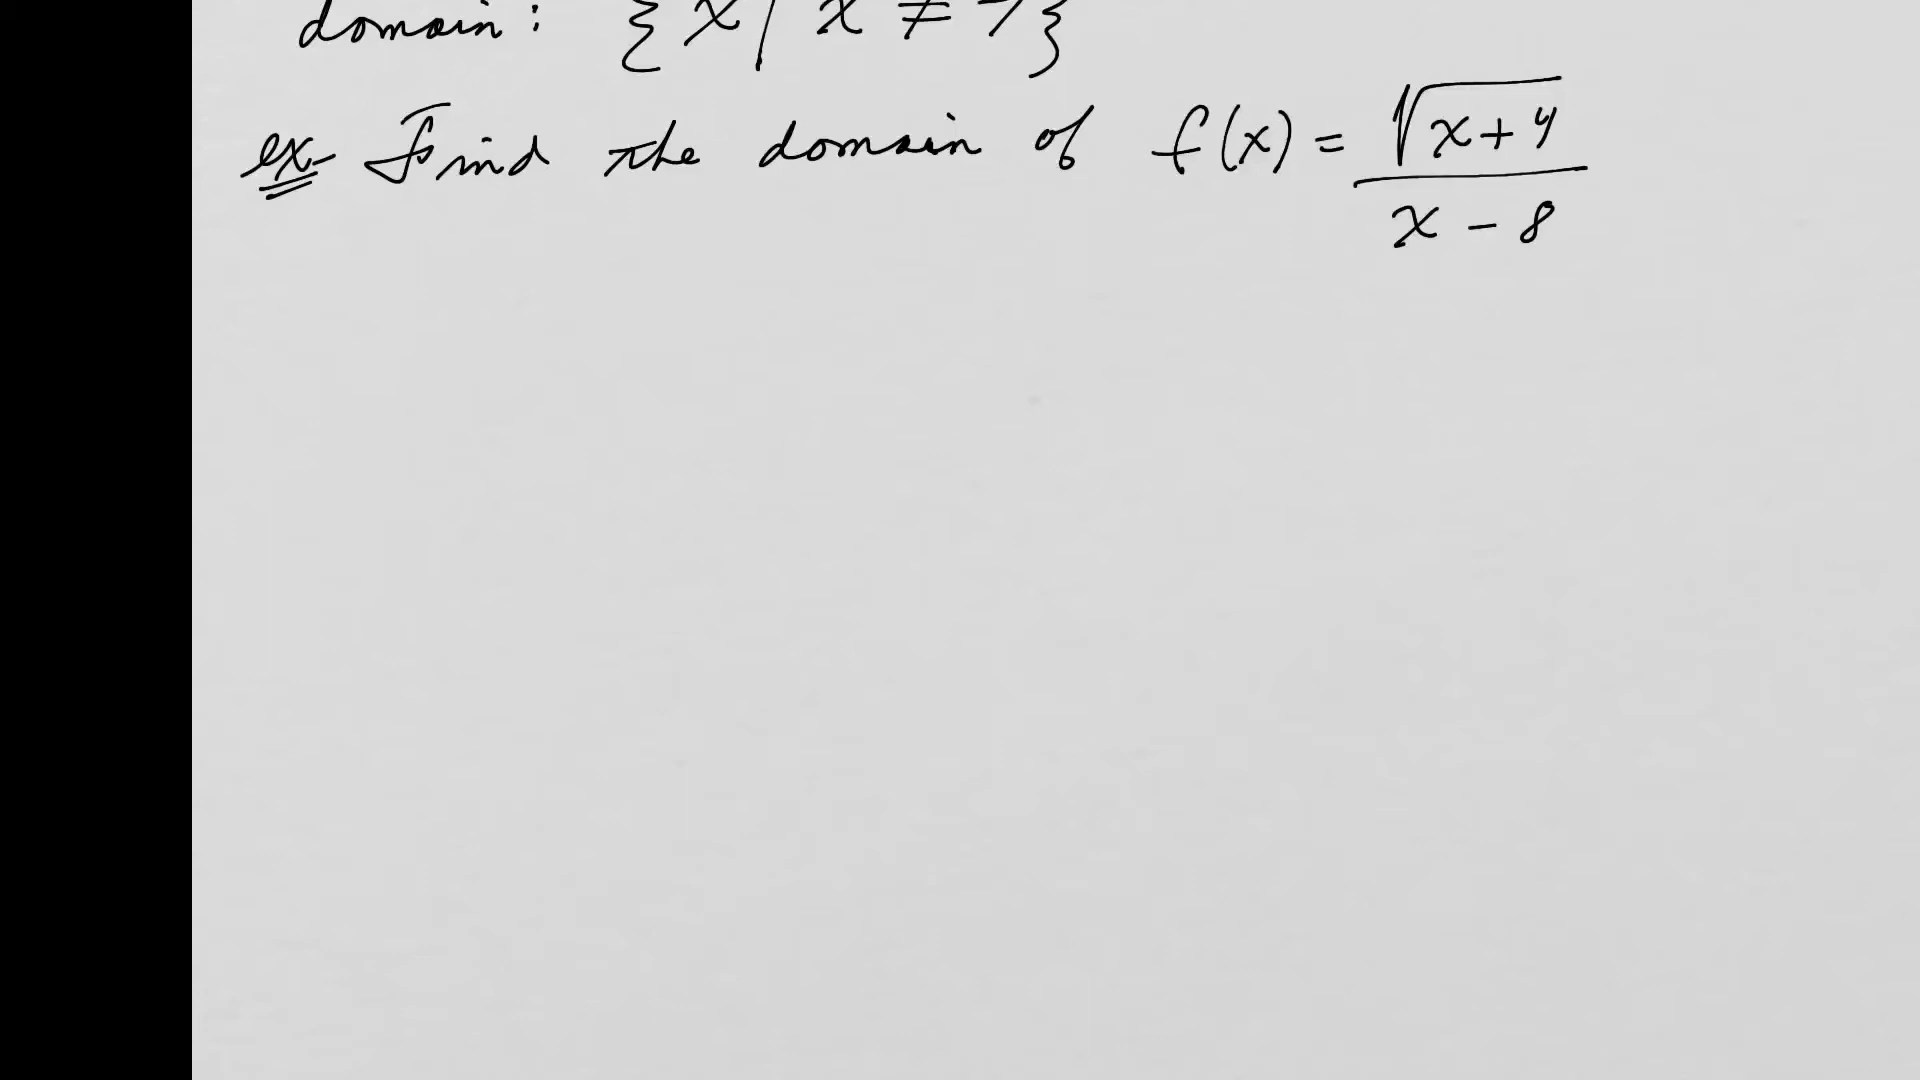 domain: {x | x ≠ 7}
ex Find the domain of f(x) = √(x+4) / (x - 8)